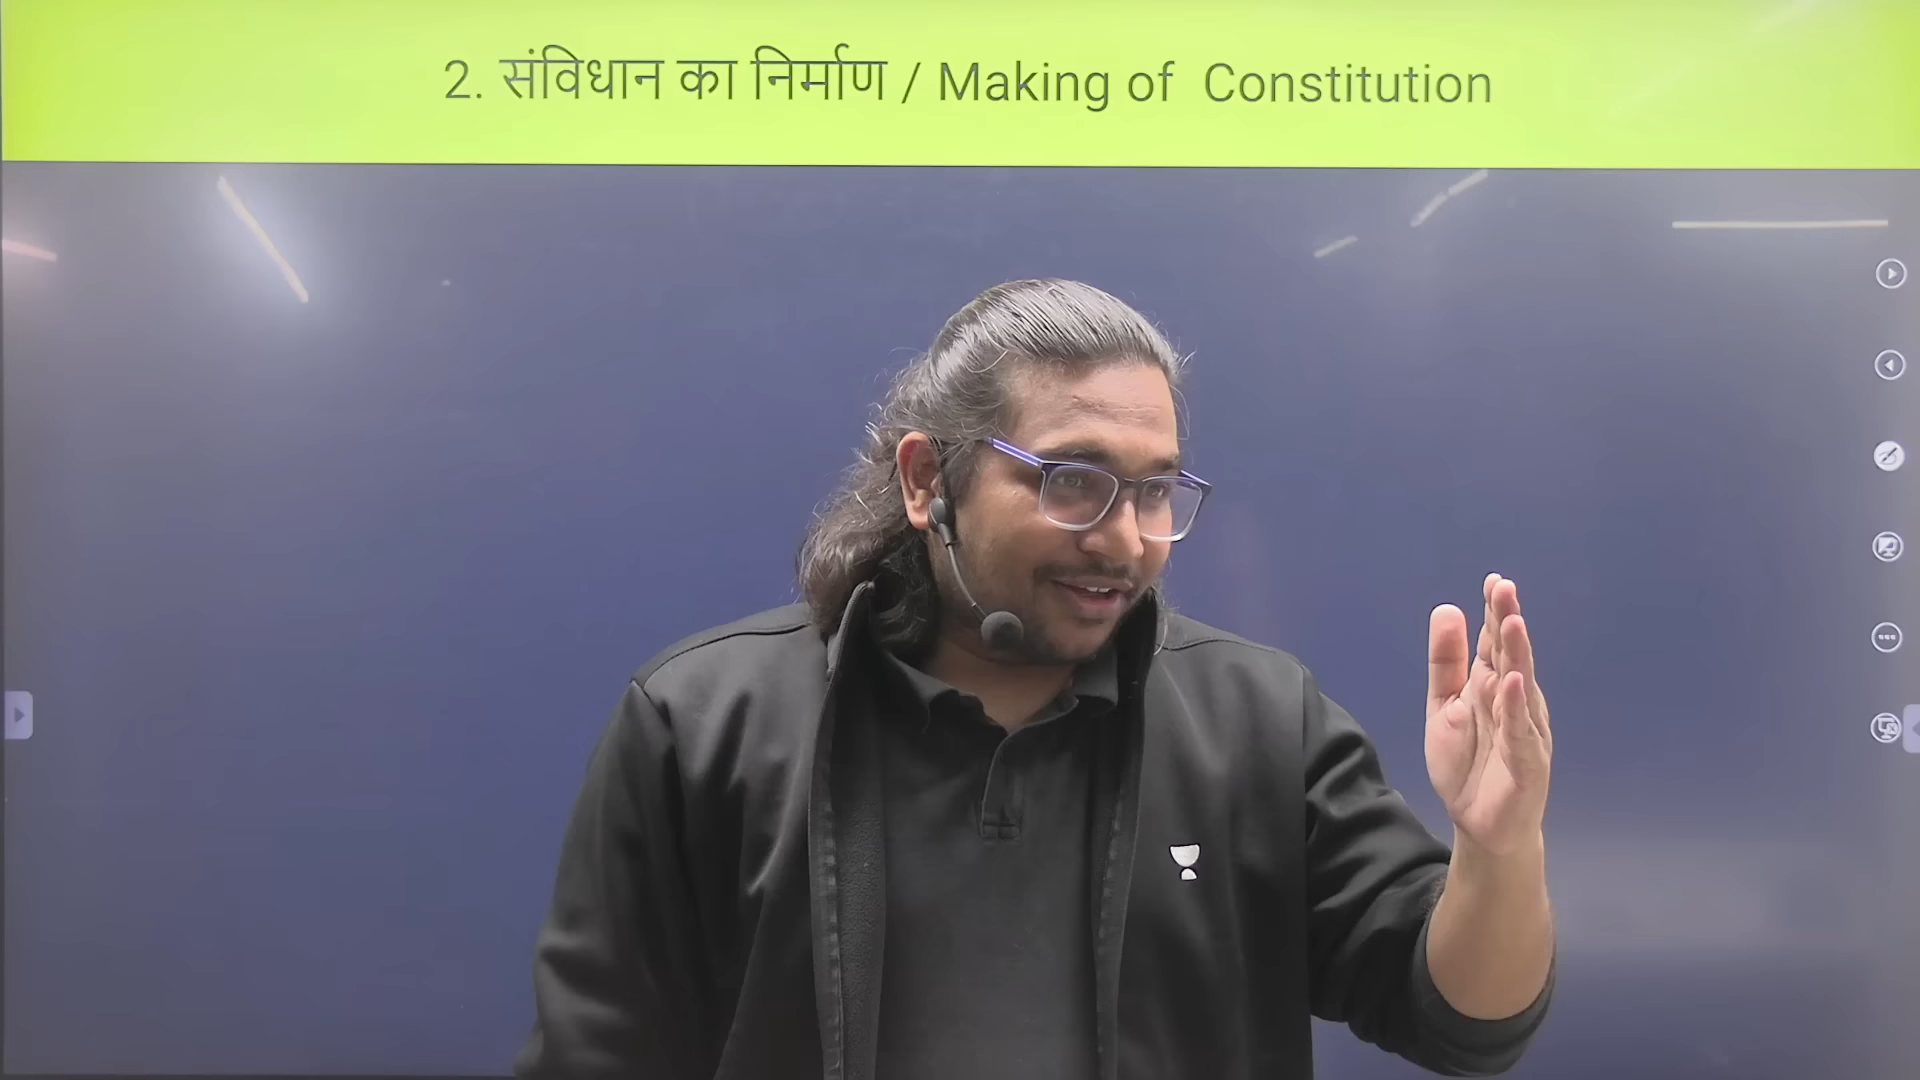 2. संविधान का निर्माण / Making of Constitution